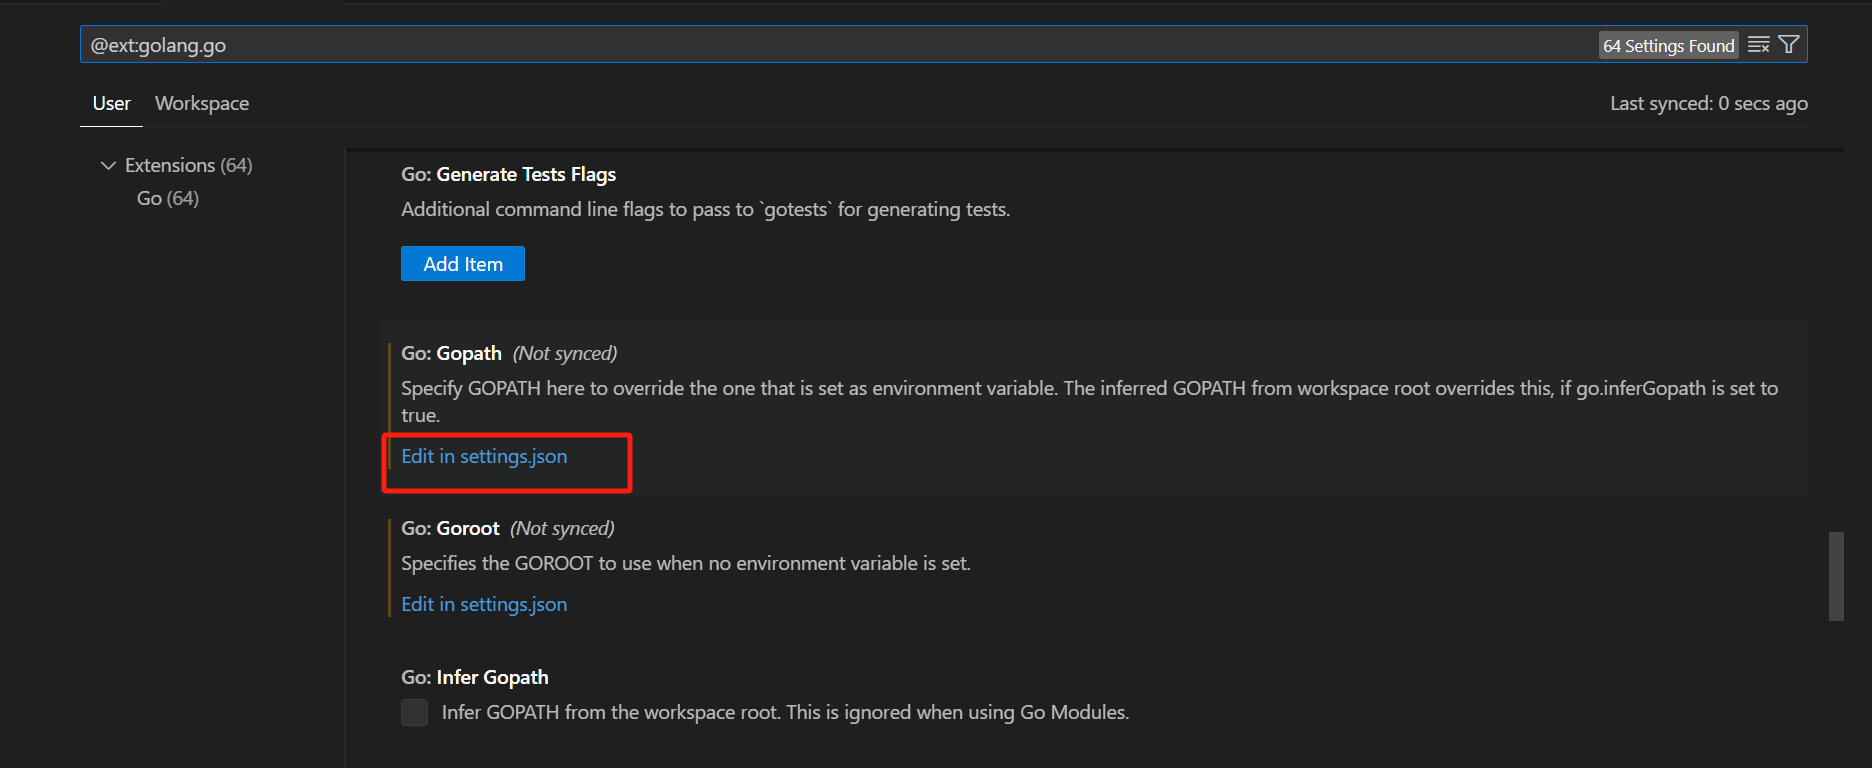 @ext:golang.go
64 Settings Found
User Workspace
Last synced: 0 secs ago
Extensions (64)
Go (64)
Go: Generate Tests Flags
Additional command line flags to pass to `gotests` for generating tests.
Add Item
Go: Gopath (Not synced)
Specify GOPATH here to override the one that is set as environment variable. The inferred GOPATH from workspace root overrides this, if go.inferGopath is set to
true.
Edit in settings.json
Go: Goroot (Not synced)
Specifies the GOROOT to use when no environment variable is set.
Edit in settings.json
Go: Infer Gopath
Infer GOPATH from the workspace root. This is ignored when using Go Modules.